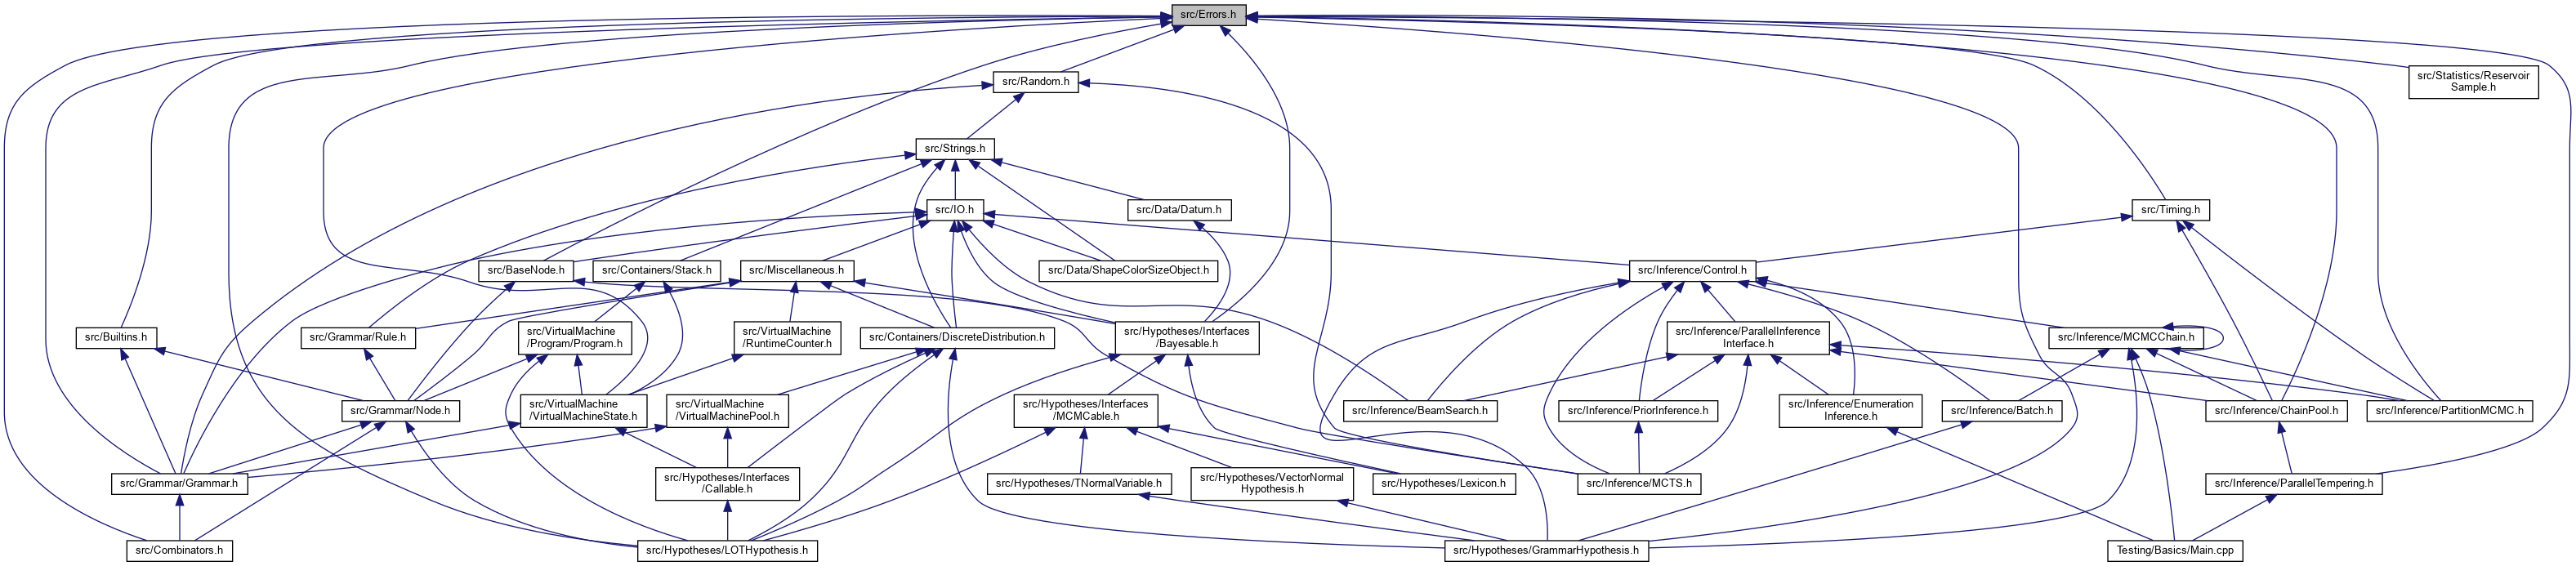 src/Errors.h
src/Random.h
src/Statistics/Reservoir
Sample.h
src/Strings.h
src/IO.h
src/Data/Datum.h
src/Timing.h
src/BaseNode.h
src/Containers/Stack.h
src/Miscellaneous.h
src/Data/ShapeColorSizeObject.h
src/Inference/Control.h
src/Builtins.h
src/Grammar/Rule.h
src/VirtualMachine
/Program/Program.h
src/VirtualMachine
/RuntimeCounter.h
src/Containers/DiscreteDistribution.h
src/Hypotheses/Interfaces
/Bayesable.h
src/Inference/ParallelInference
Interface.h
src/Inference/MCMCChain.h
src/Grammar/Node.h
src/VirtualMachine
/VirtualMachineState.h
src/VirtualMachine
/VirtualMachinePool.h
src/Hypotheses/Interfaces
/MCMCable.h
src/Inference/BeamSearch.h
src/Inference/PriorInference.h
src/Inference/Enumeration
Inference.h
src/Inference/Batch.h
src/Inference/ChainPool.h
src/Inference/PartitionMCMC.h
src/Grammar/Grammar.h
src/Hypotheses/Interfaces
/Callable.h
src/Hypotheses/TNormalVariable.h
src/Hypotheses/VectorNormal
Hypothesis.h
src/Hypotheses/Lexicon.h
src/Inference/MCTS.h
src/Inference/ParallelTempering.h
src/Combinators.h
src/Hypotheses/LOTHypothesis.h
src/Hypotheses/GrammarHypothesis.h
Testing/Basics/Main.cpp